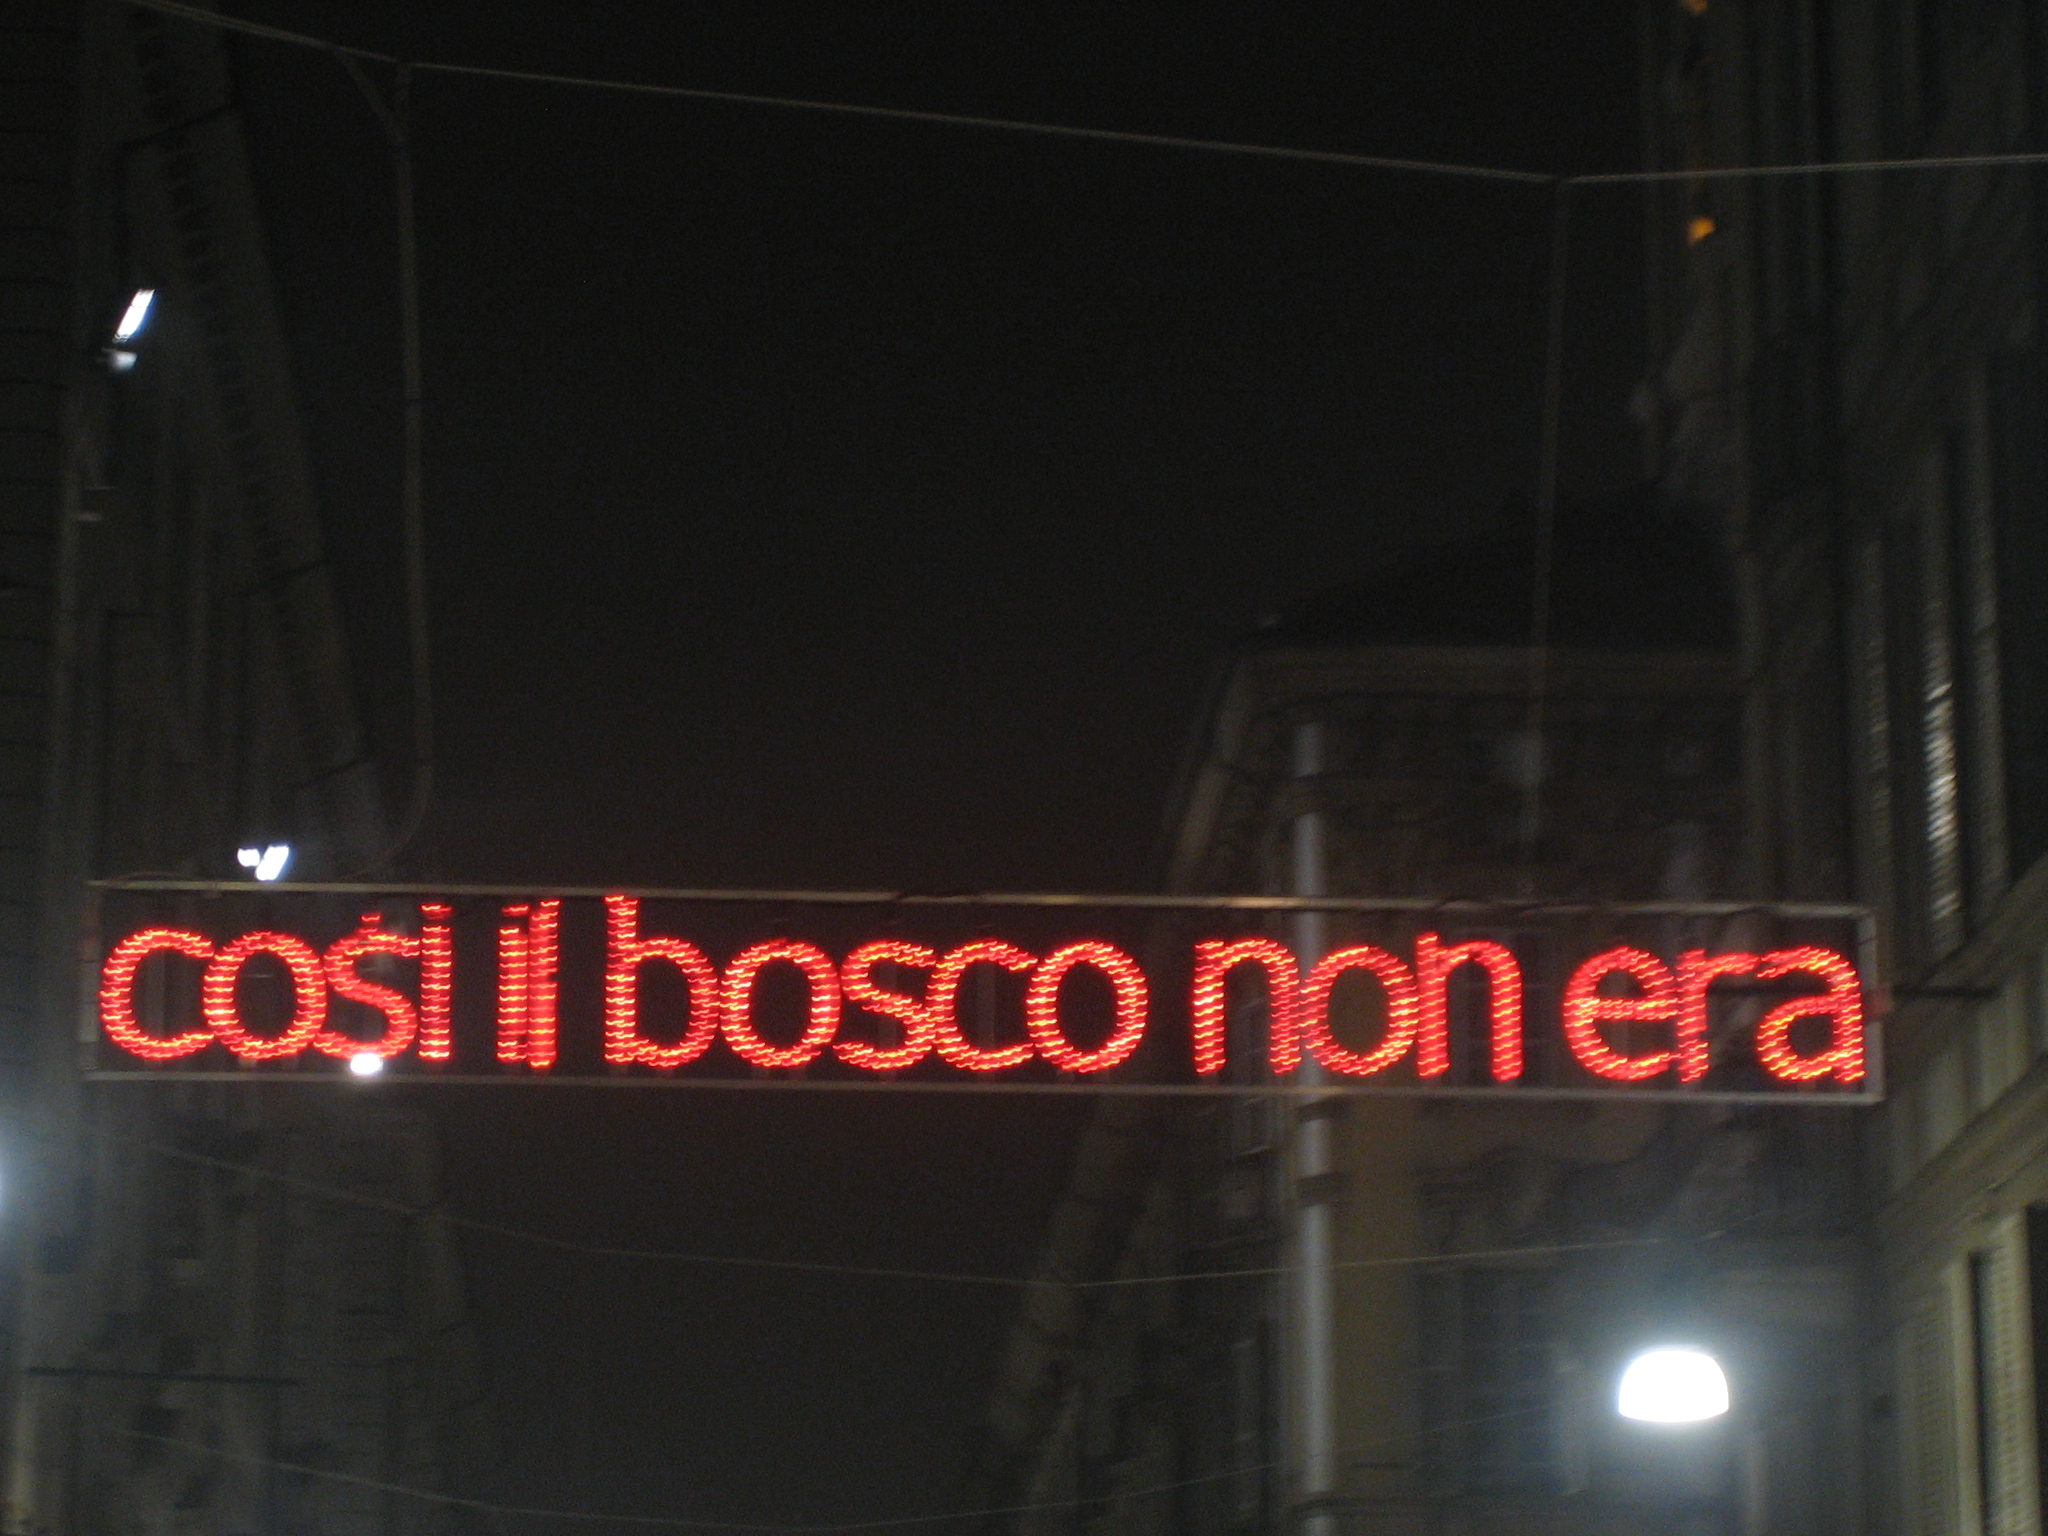 così il bosco non era